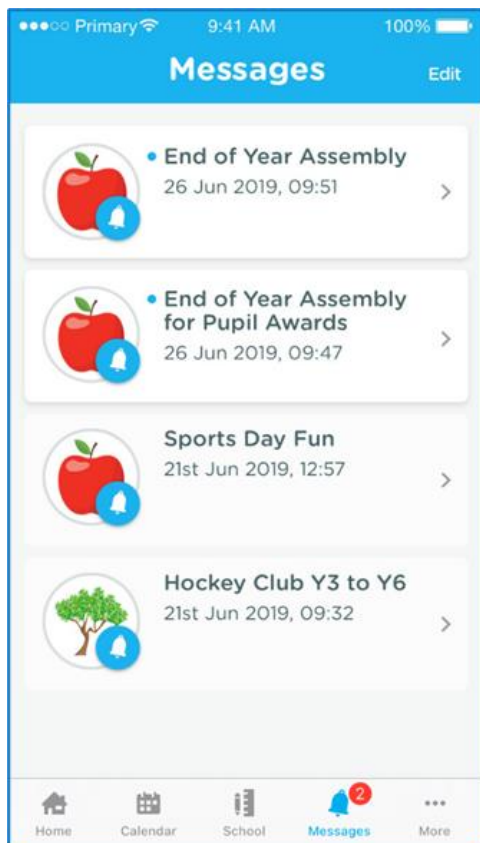 Primary 9:41 AM 100%
Messages Edit
End of Year Assembly
26 Jun 2019, 09:51
End of Year Assembly
for Pupil Awards
26 Jun 2019, 09:47
Sports Day Fun
21st Jun 2019, 12:57
Hockey Club Y3 to Y6
21st Jun 2019, 09:32
2
Home Calendar School Messages More